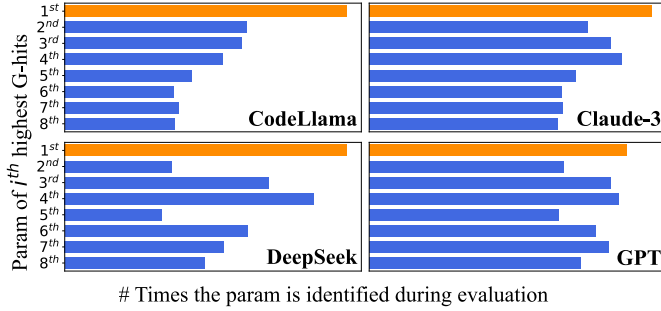 Param of iᵗʰ highest G-hits
1ˢᵗ
2ⁿᵈ
3ʳᵈ
4ᵗʰ
5ᵗʰ
6ᵗʰ
7ᵗʰ
8ᵗʰ
CodeLlama
Claude-3
1ˢᵗ
2ⁿᵈ
3ʳᵈ
4ᵗʰ
5ᵗʰ
6ᵗʰ
7ᵗʰ
8ᵗʰ
DeepSeek
GPT
# Times the param is identified during evaluation